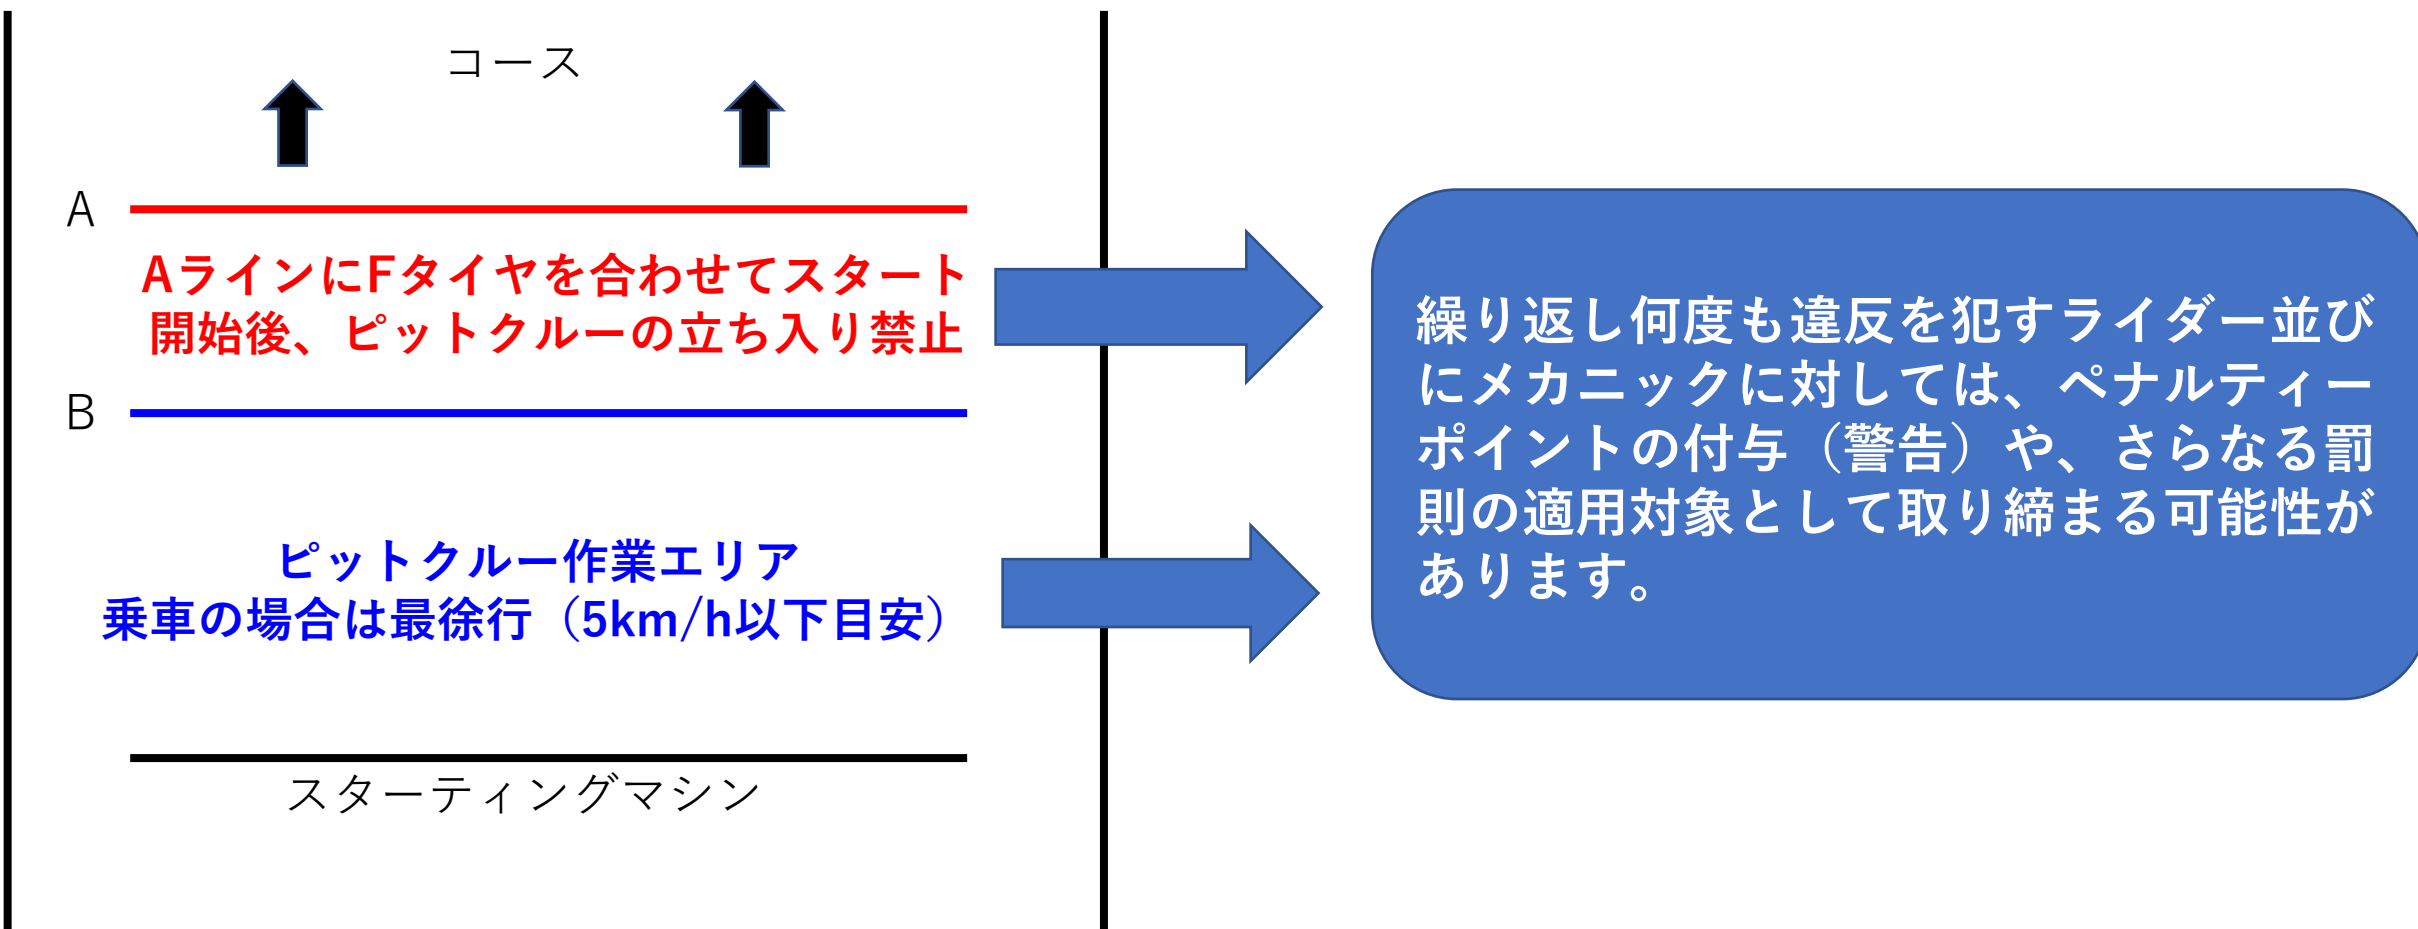 コース
A
AラインにFタイヤを合わせてスタート
開始後、ピットクルーの立ち入り禁止
B
ピットクルー作業エリア
乗車の場合は最徐行（5km/h以下目安）
スターティングマシン
繰り返し何度も違反を犯すライダー並び
にメカニックに対しては、ペナルティー
ポイントの付与（警告）や、さらなる罰
則の適用対象として取り締まる可能性が
あります。